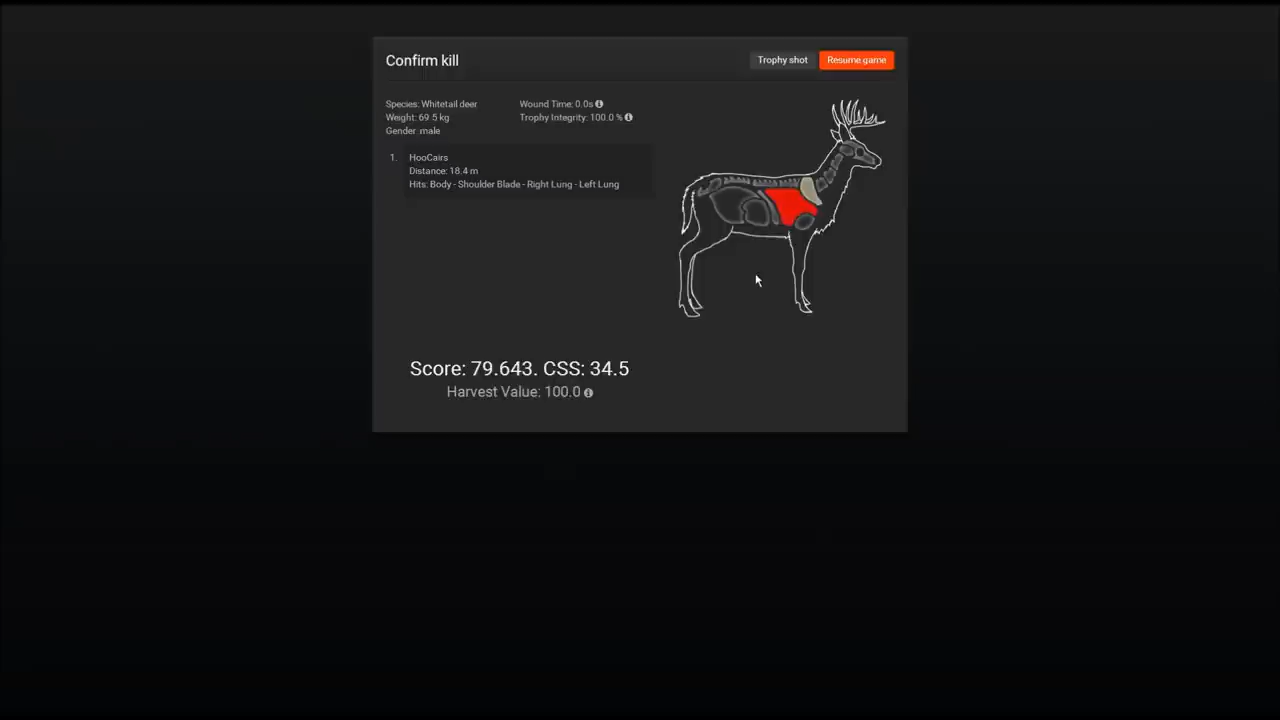 Confirm kill
Trophy shot
Resume game
Species: Whitetail deer
Weight: 69.5 kg
Gender: male
Wound Time: 0.0s
Trophy Integrity: 100.0 %
1.
HooCairs
Distance: 18.4 m
Hits: Body - Shoulder Blade - Right Lung - Left Lung
Score: 79.643. CSS: 34.5
Harvest Value: 100.0